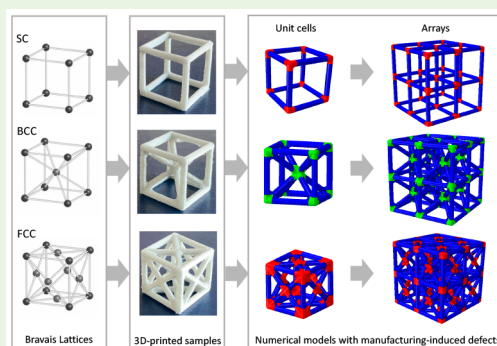 Unit cells
Arrays
SC
BCC
FCC
Bravais Lattices
3D-printed samples
Numerical models with manufacturing-induced defects